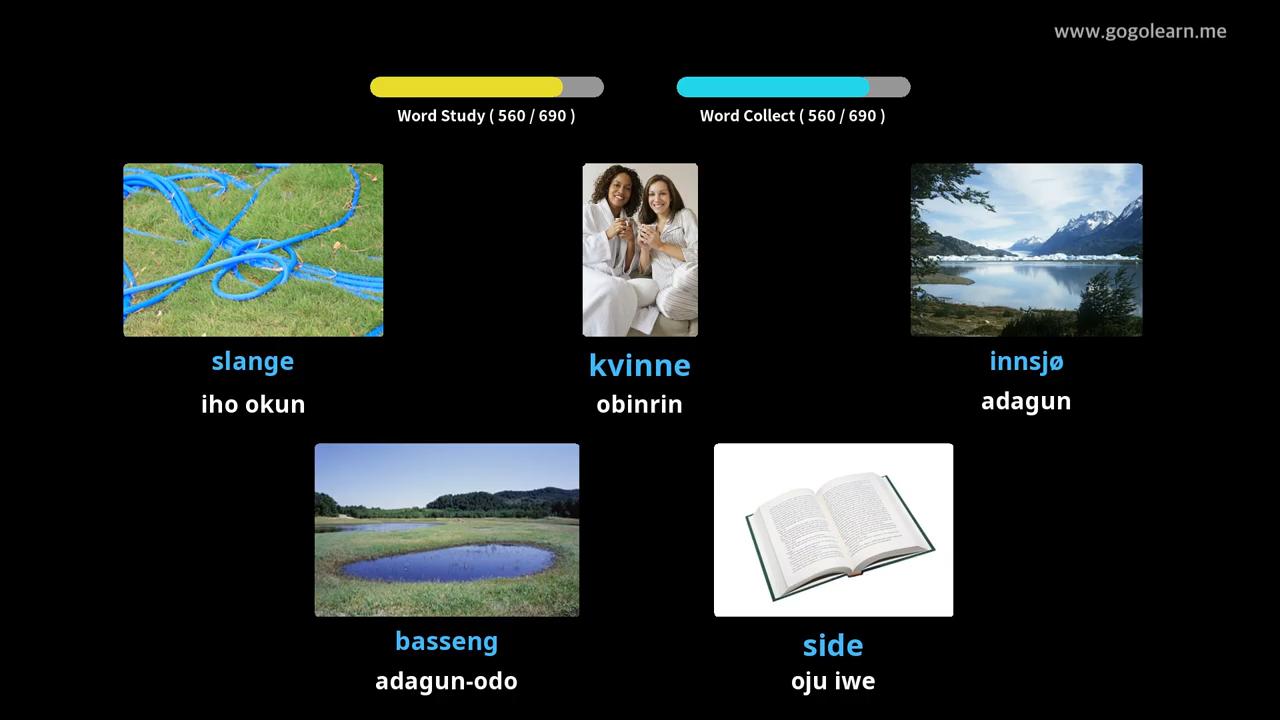 www.gogolearn.me
Word Study ( 560 / 690 )
Word Collect ( 560 / 690 )
slange
iho okun
kvinne
obinrin
innsjø
adagun
basseng
adagun-odo
side
oju iwe